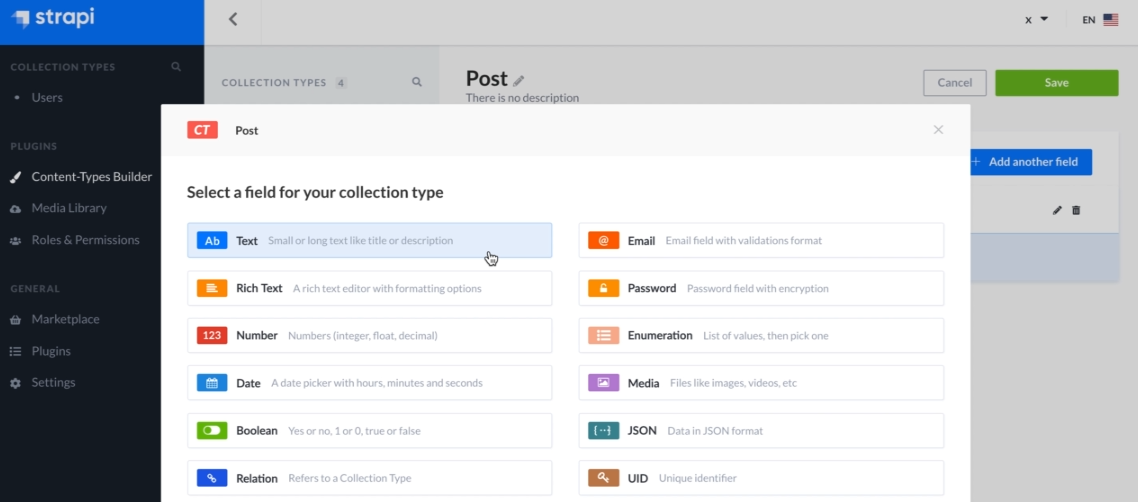 strapi
x
EN
COLLECTION TYPES
Users
PLUGINS
Content-Types Builder
Media Library
Roles & Permissions
GENERAL
Marketplace
Plugins
Settings
COLLECTION TYPES 4
Post
There is no description
Cancel
Save
+ Add another field
CT Post
Select a field for your collection type
Ab Text Small or long text like title or description
@ Email Email field with validations format
Rich Text A rich text editor with formatting options
Password Password field with encryption
123 Number Numbers (integer, float, decimal)
Enumeration List of values, then pick one
Date A date picker with hours, minutes and seconds
Media Files like images, videos, etc
Boolean Yes or no, 1 or 0, true or false
{···} JSON Data in JSON format
Relation Refers to a Collection Type
UID Unique identifier